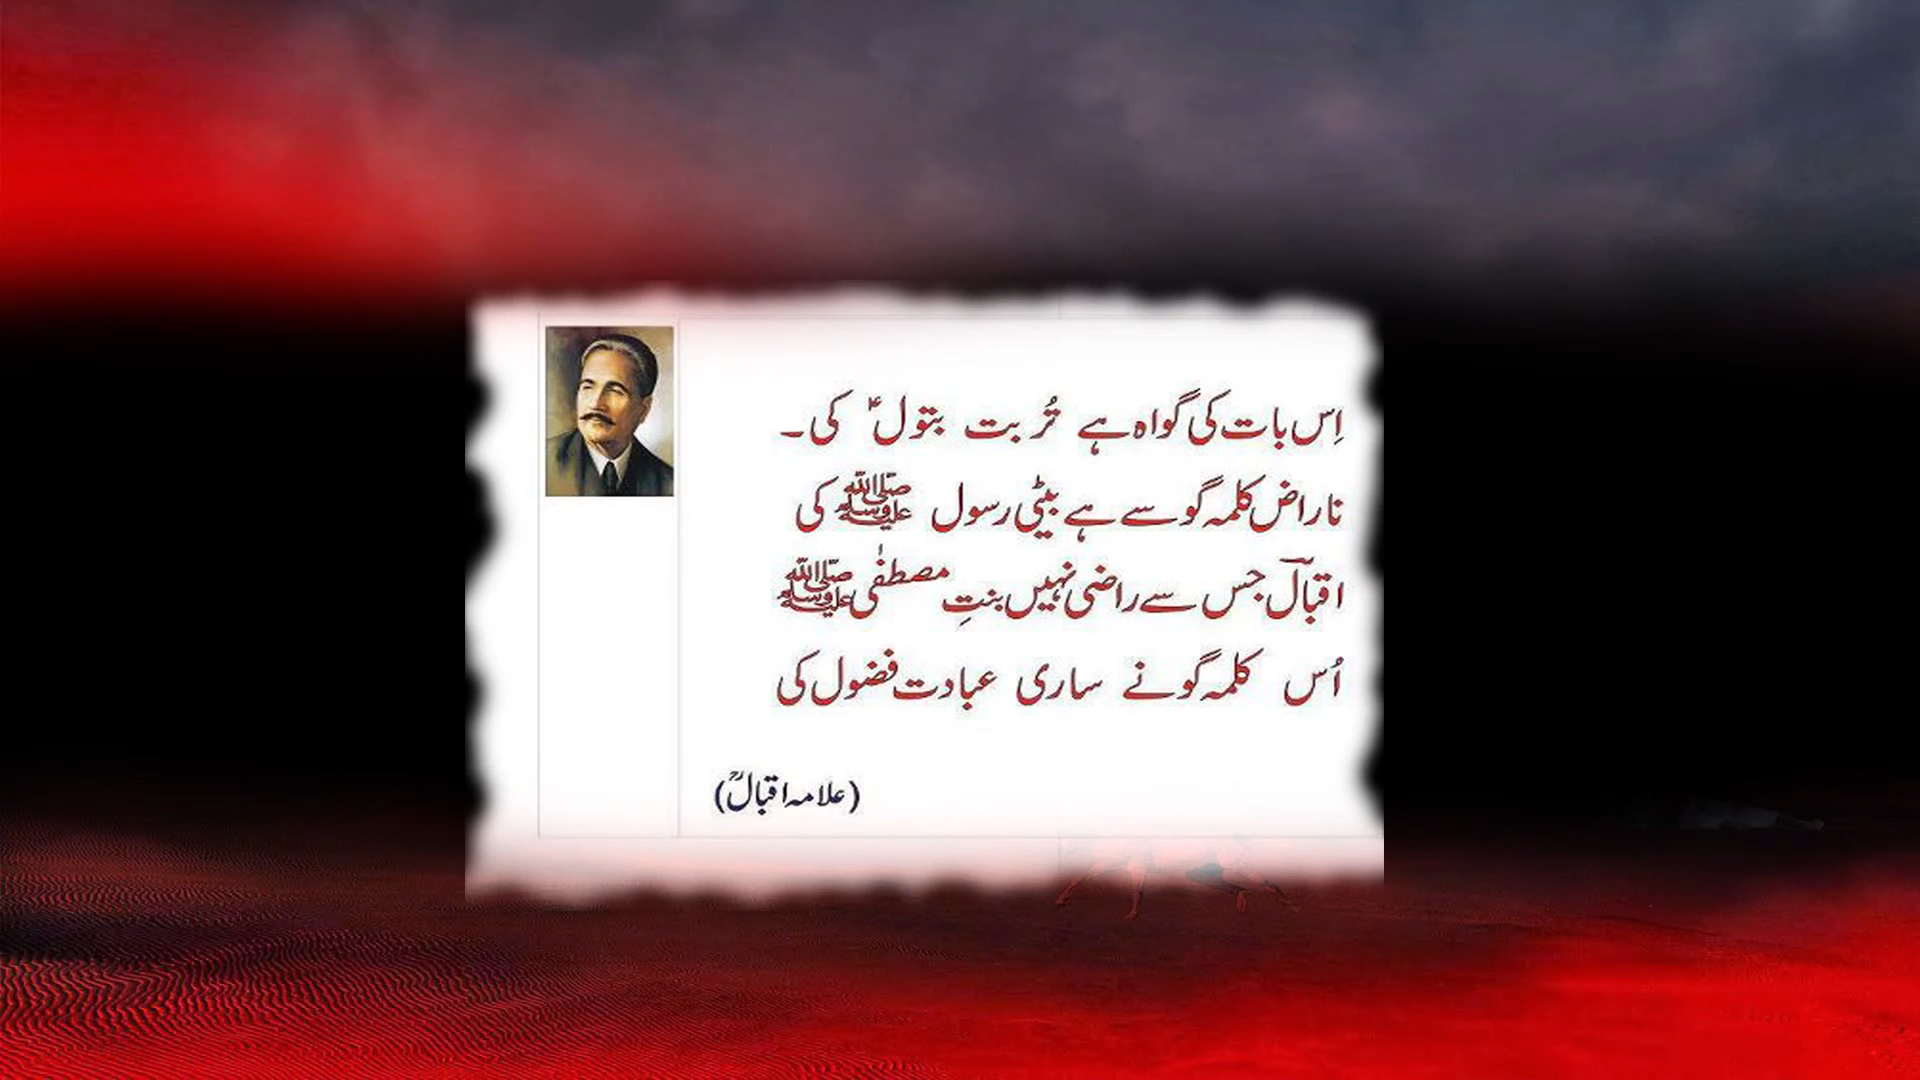 اِس بات کی گواہ ہے تُربت بتول ؑ کی ۔
ناراض کلمہ گو سے ہے بیٹی رسول ﷺ کی
اقبالؔ جس سے راضی نہیں بنتِ مصطفٰی ﷺ
اُس کلمہ گو نے ساری عبادت فضول کی
(علامہ اقبالؒ)